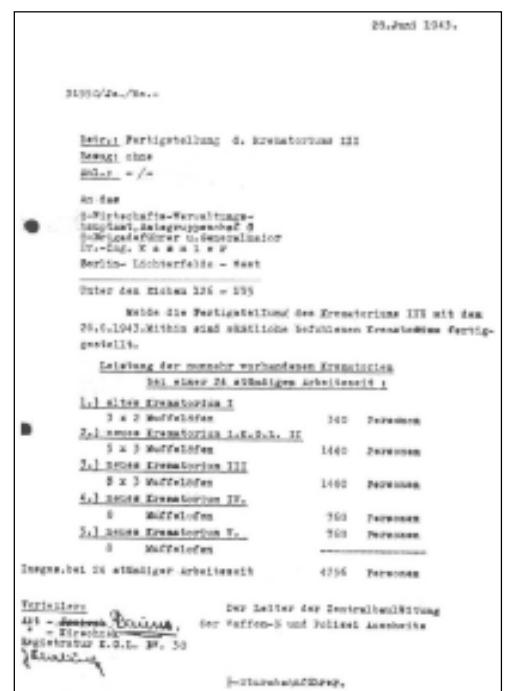 28.Juni 1943.
31550/Ja./Ne.-
Betr.: Fertigstellung d. Krematoriums III
Bezug: ohne
Anl.: - /-
An das
-Wirtschafts-Verwaltungs-
hauptamt, Amtsgruppenchef C
-Brigadeführer u. Generalmajor
Dr.-Ing. K a m m l e r
Berlin- Lichterfelde - West
Unter den Eichen 126 - 135
Melde die Fertigstellung des Krematoriums III mit dem
26.6.1943. Mithin sind sämtliche befohlenen Krematorien fertig-
gestellt.
Leistung der nunmehr vorhandenen Krematorien
bei einer 24 stündigen Arbeitszeit :
1.) altes Krematorium I
3 x 2 Muffelöfen 340 Personen
2.) neues Krematorium i.K.G.L. II
5 x 3 Muffelöfen 1440 Personen
3.) neues Krematorium III
5 x 3 Muffelöfen 1440 Personen
4.) neues Krematorium IV.
8 Muffelofen 768 Personen
5.) neues Krematorium V.
8 Muffelofen 768 Personen
Insges.bei 24 stündiger Arbeitszeit 4756 Personen
Verteiler:
Der Leiter der Zentralbauleitung
der Waffen- und Polizei Auschwitz
- Kirschnek
Registratur K.G.L. BW. 30
-Sturmbannführer.